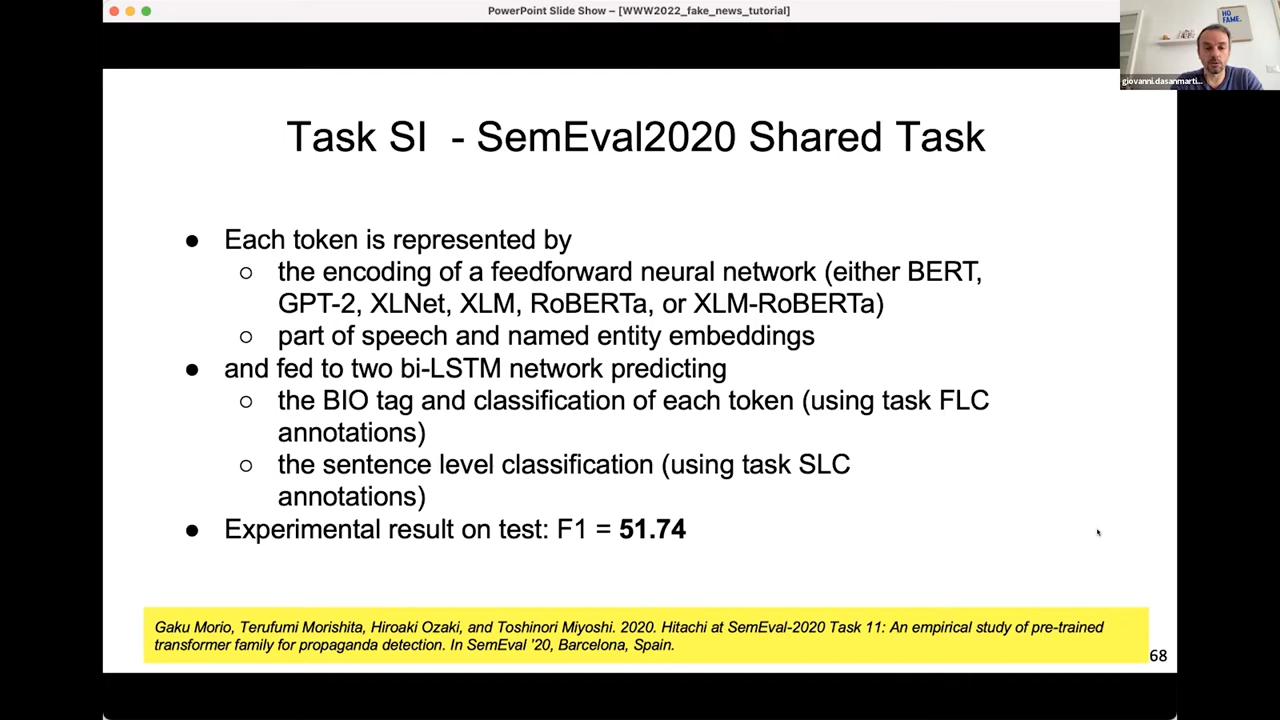 PowerPoint Slide Show – [WWW2022_fake_news_tutorial]
HO
FAME.
giovanni.dasanmarti...
Task SI - SemEval2020 Shared Task
● Each token is represented by
○ the encoding of a feedforward neural network (either BERT,
GPT-2, XLNet, XLM, RoBERTa, or XLM-RoBERTa)
○ part of speech and named entity embeddings
● and fed to two bi-LSTM network predicting
○ the BIO tag and classification of each token (using task FLC
annotations)
○ the sentence level classification (using task SLC
annotations)
● Experimental result on test: F1 = 51.74
Gaku Morio, Terufumi Morishita, Hiroaki Ozaki, and Toshinori Miyoshi. 2020. Hitachi at SemEval-2020 Task 11: An empirical study of pre-trained
transformer family for propaganda detection. In SemEval '20, Barcelona, Spain.
68